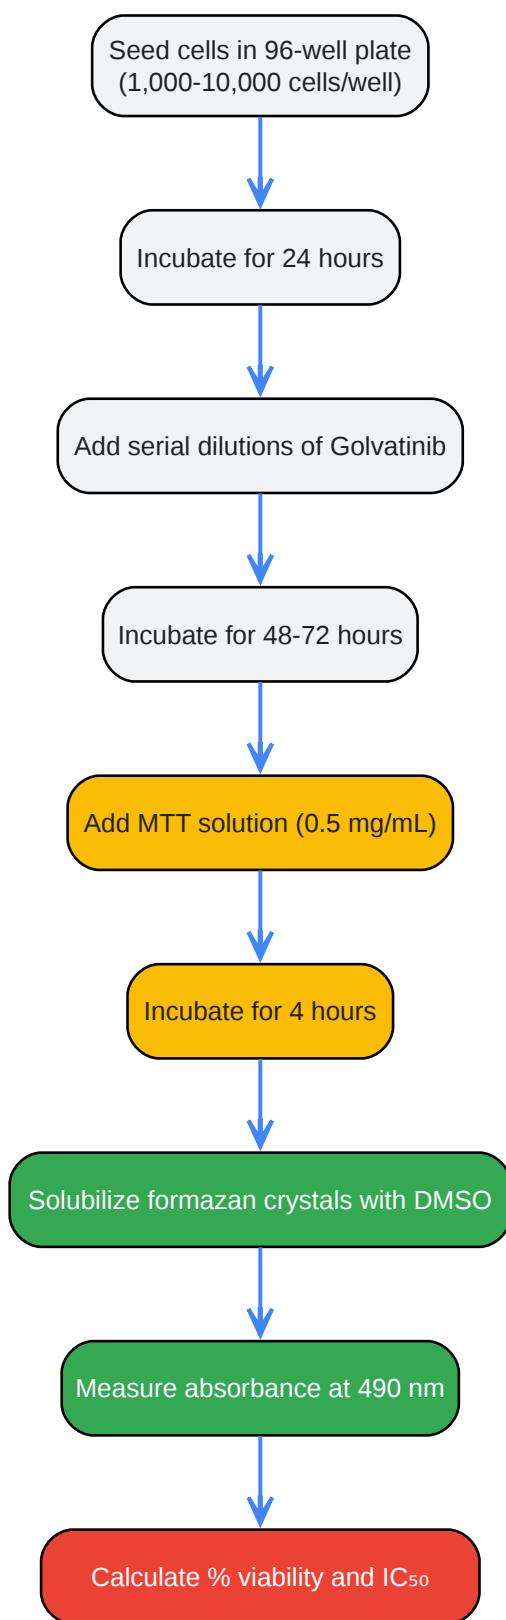 Seed cells in 96-well plate
(1,000-10,000 cells/well)
Incubate for 24 hours
Add serial dilutions of Golvatinib
Incubate for 48-72 hours
Add MTT solution (0.5 mg/mL)
Incubate for 4 hours
Solubilize formazan crystals with DMSO
Measure absorbance at 490 nm
Calculate % viability and IC₅₀